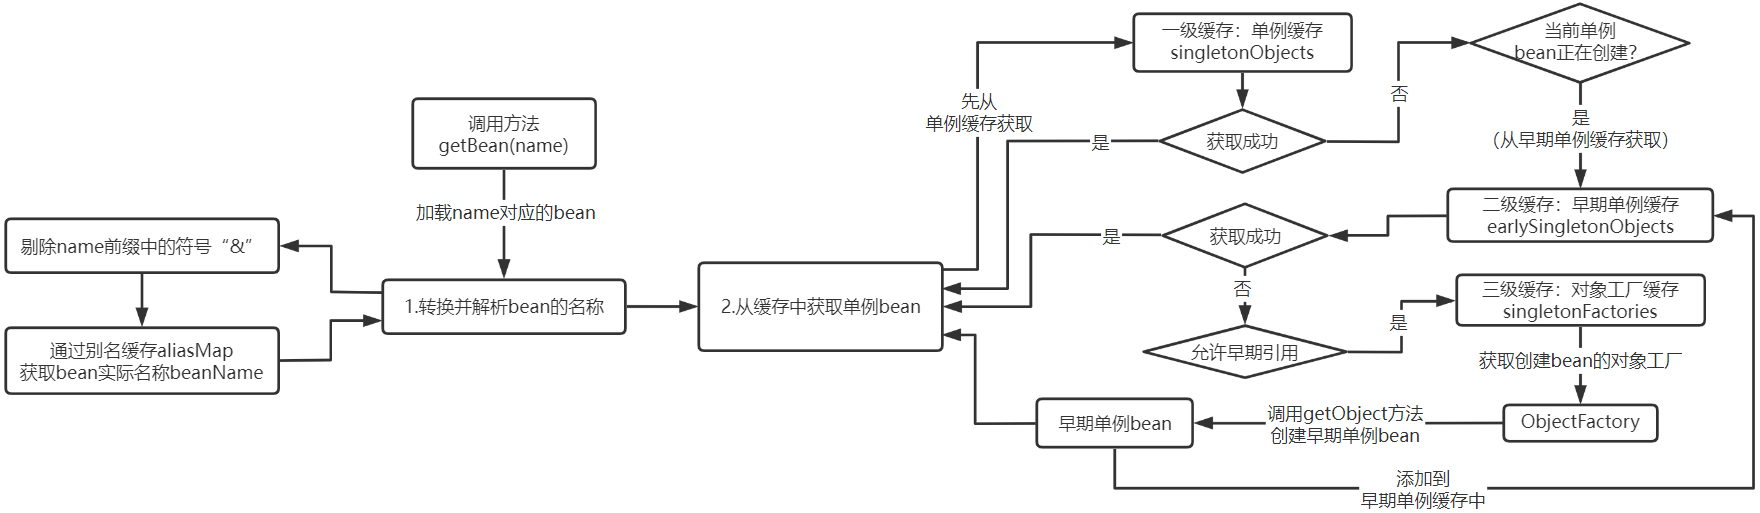 调用方法
getBean(name)
加载name对应的bean
剔除name前缀中的符号“&”
通过别名缓存aliasMap
获取bean实际名称beanName
1.转换并解析bean的名称
2.从缓存中获取单例bean
先从
单例缓存获取
一级缓存：单例缓存
singletonObjects
获取成功
是
否
当前单例
bean正在创建？
是
（从早期单例缓存获取）
二级缓存：早期单例缓存
earlySingletonObjects
获取成功
是
否
允许早期引用
是
三级缓存：对象工厂缓存
singletonFactories
获取创建bean的对象工厂
ObjectFactory
调用getObject方法
创建早期单例bean
早期单例bean
添加到
早期单例缓存中